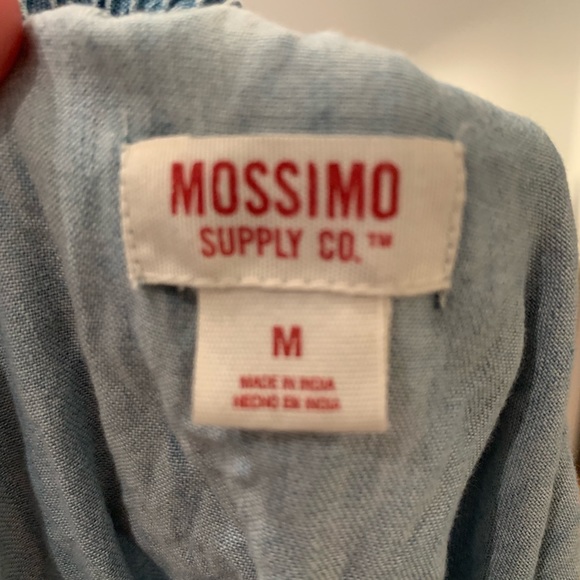 MOSSIMO
SUPPLY CO.™
M
MADE IN INDIA
HECHO EN INDIA